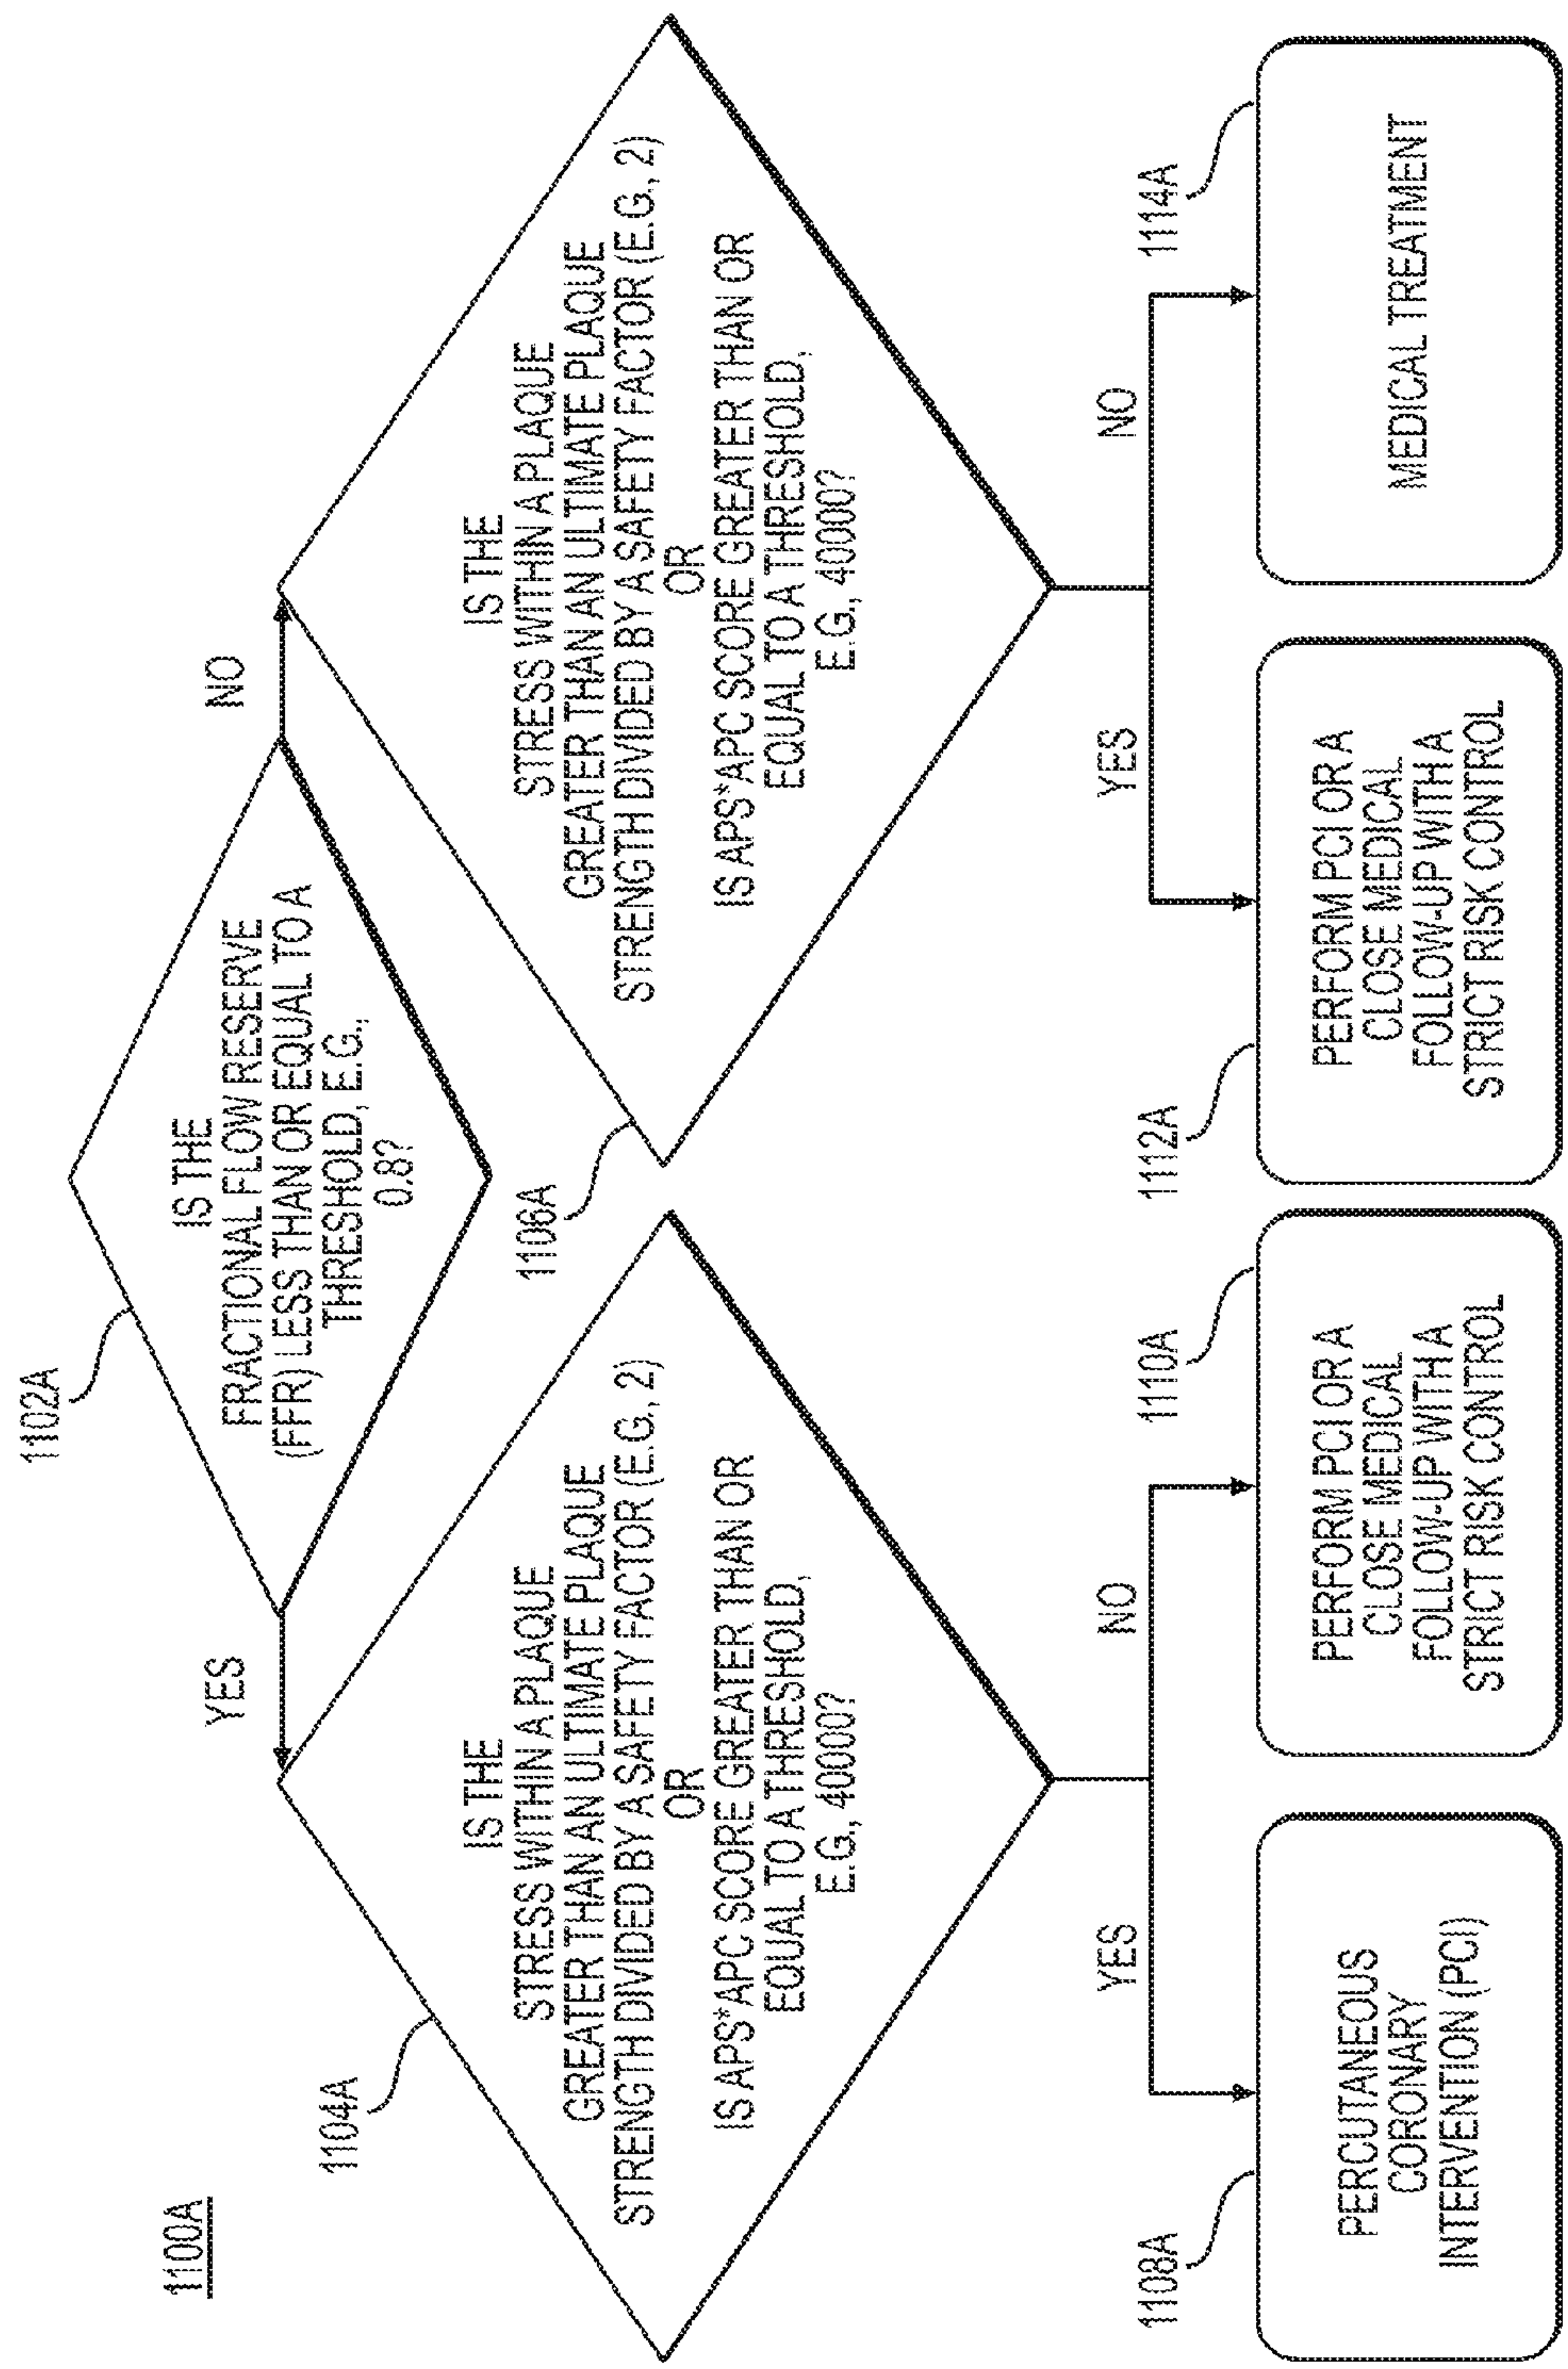 1100A
1102A
IS THE
FRACTIONAL FLOW RESERVE
(FFR) LESS THAN OR EQUAL TO A
THRESHOLD, E.G.,
0.8?
YES
NO
1104A
IS THE
STRESS WITHIN A PLAQUE
GREATER THAN AN ULTIMATE PLAQUE
STRENGTH DIVIDED BY A SAFETY FACTOR (E.G., 2)
OR
IS APS*APC SCORE GREATER THAN OR
EQUAL TO A THRESHOLD,
E.G., 40000?
1106A
IS THE
STRESS WITHIN A PLAQUE
GREATER THAN AN ULTIMATE PLAQUE
STRENGTH DIVIDED BY A SAFETY FACTOR (E.G., 2)
OR
IS APS*APC SCORE GREATER THAN OR
EQUAL TO A THRESHOLD,
E.G., 40000?
YES
NO
YES
NO
1108A
PERCUTANEOUS
CORONARY
INTERVENTION (PCI)
1110A
PERFORM PCI OR A
CLOSE MEDICAL
FOLLOW-UP WITH A
STRICT RISK CONTROL
1112A
PERFORM PCI OR A
CLOSE MEDICAL
FOLLOW-UP WITH A
STRICT RISK CONTROL
1114A
MEDICAL TREATMENT